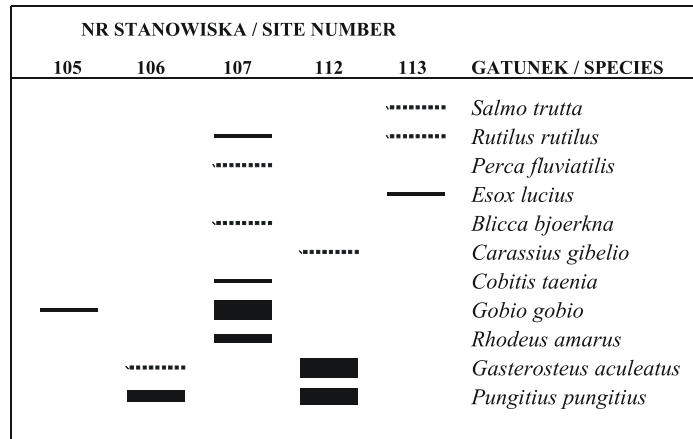 NR STANOWISKA / SITE NUMBER
105 106 107 112 113 GATUNEK / SPECIES
Salmo trutta
Rutilus rutilus
Perca fluviatilis
Esox lucius
Blicca bjoerkna
Carassius gibelio
Cobitis taenia
Gobio gobio
Rhodeus amarus
Gasterosteus aculeatus
Pungitius pungitius